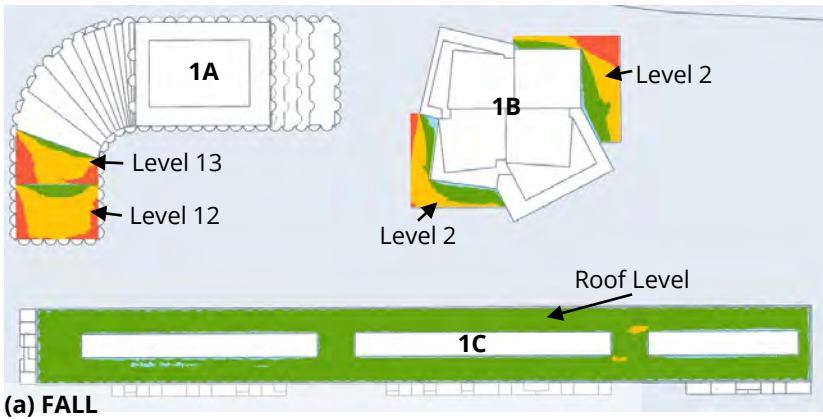 1A
1B
Level 2
Level 13
Level 12
Level 2
Roof Level
1C
(a) FALL